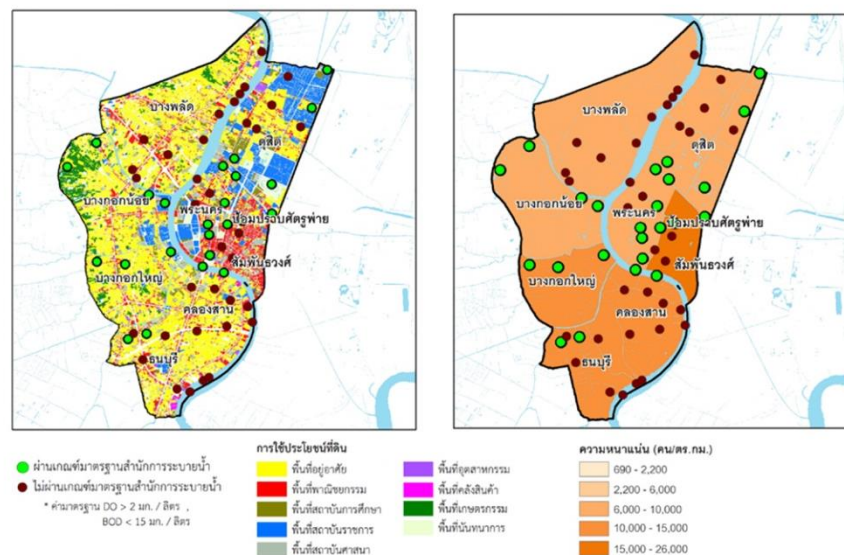 บางพลัด
ดุสิต
บางกอกน้อย
พระนคร
ป้อมปราบศัตรูพ่าย
สัมพันธวงศ์
บางกอกใหญ่
คลองสาน
ธนบุรี
บางพลัด
ดุสิต
บางกอกน้อย
พระนคร
ป้อมปราบศัตรูพ่าย
สัมพันธวงศ์
บางกอกใหญ่
คลองสาน
ธนบุรี
ผ่านเกณฑ์มาตรฐานสำนักการระบายน้ำ
ไม่ผ่านเกณฑ์มาตรฐานสำนักการระบายน้ำ
* ค่ามาตรฐาน DO > 2 มก. / ลิตร ,
BOD < 15 มก. / ลิตร
การใช้ประโยชน์ที่ดิน
พื้นที่อยู่อาศัย
พื้นที่พาณิชยกรรม
พื้นที่สถาบันการศึกษา
พื้นที่สถาบันราชการ
พื้นที่สถาบันศาสนา
พื้นที่อุตสาหกรรม
พื้นที่คลังสินค้า
พื้นที่เกษตรกรรม
พื้นที่นันทนาการ
ความหนาแน่น (คน/ตร.กม.)
690 - 2,200
2,200 - 6,000
6,000 - 10,000
10,000 - 15,000
15,000 - 26,000